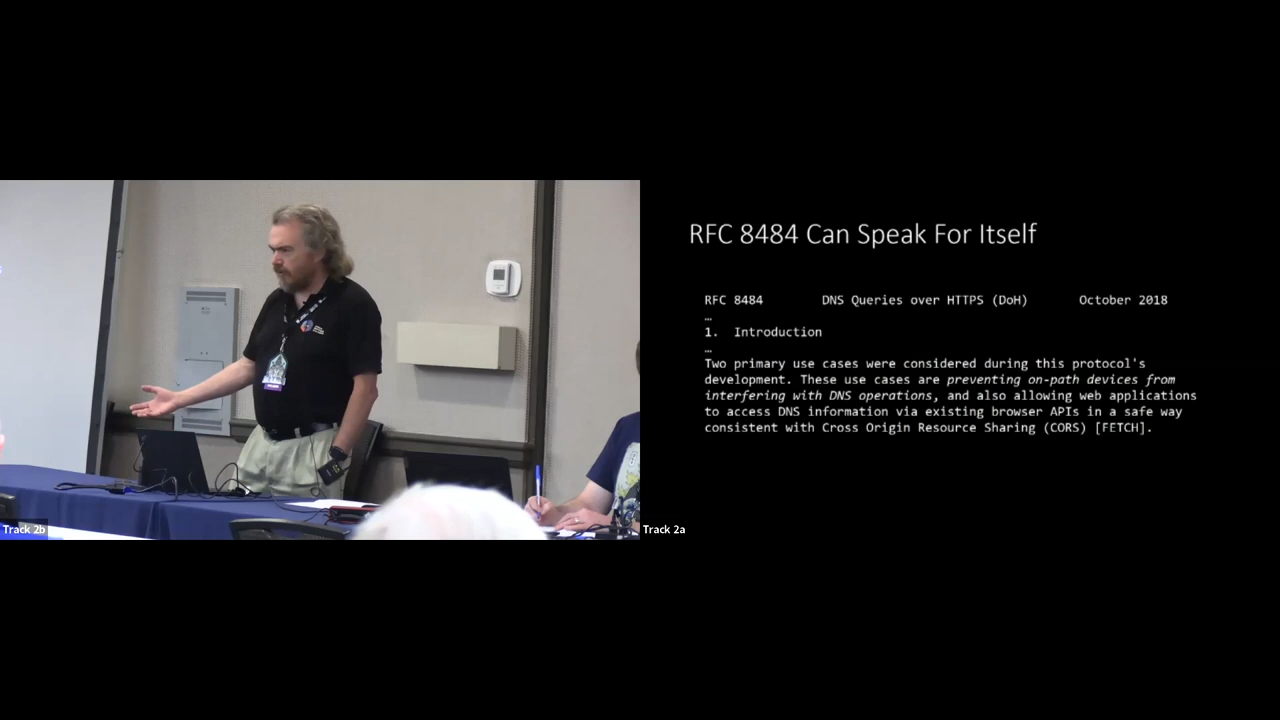 RFC 8484 Can Speak For Itself
RFC 8484 DNS Queries over HTTPS (DoH) October 2018
…
1. Introduction
…
Two primary use cases were considered during this protocol's
development. These use cases are preventing on-path devices from
interfering with DNS operations, and also allowing web applications
to access DNS information via existing browser APIs in a safe way
consistent with Cross Origin Resource Sharing (CORS) [FETCH].
Track 2b
Track 2a